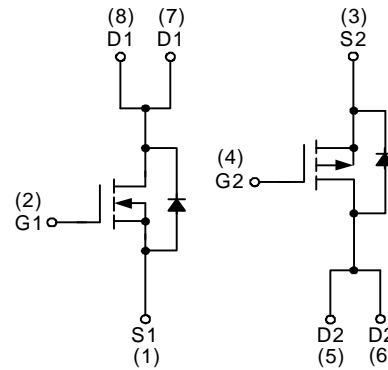 (8) (7)
D1 D1
(3)
S2
(2)
G1
(4)
G2
S1
(1)
D2 D2
(5) (6